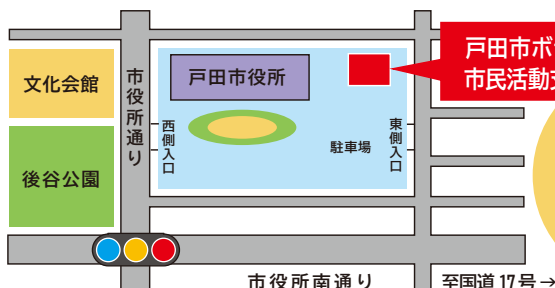 戸田市ボ
市民活動
文化会館
市役所通り
戸田市役所
西側入口
東側入口
駐車場
後谷公園
市役所南通り
至国道17号→